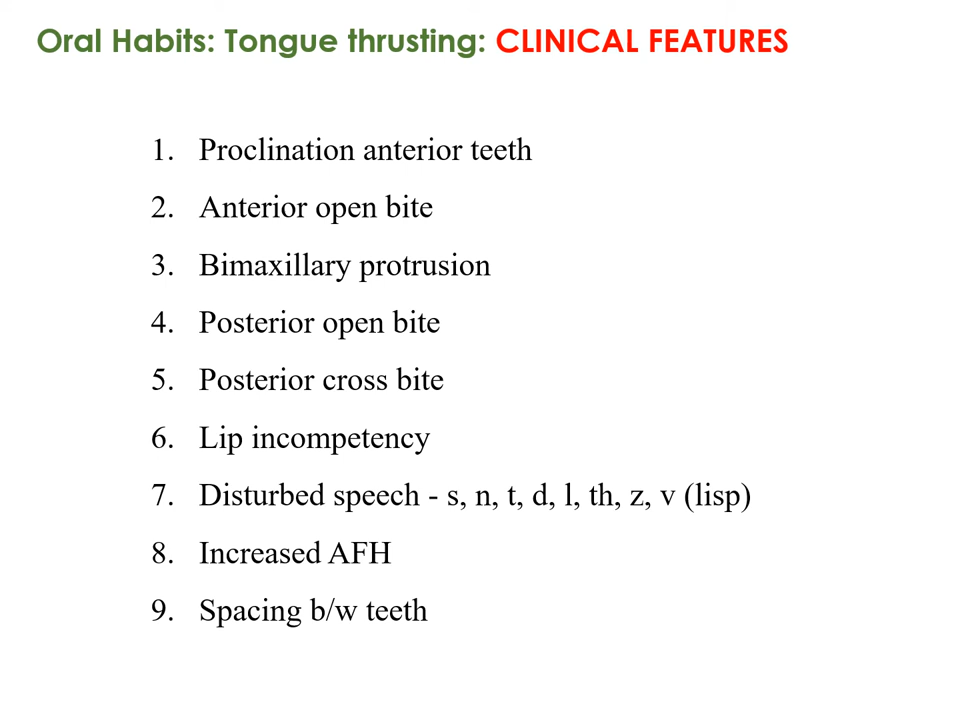 Oral Habits: Tongue thrusting: CLINICAL FEATURES
1. Proclination anterior teeth
2. Anterior open bite
3. Bimaxillary protrusion
4. Posterior open bite
5. Posterior cross bite
6. Lip incompetency
7. Disturbed speech - s, n, t, d, l, th, z, v (lisp)
8. Increased AFH
9. Spacing b/w teeth